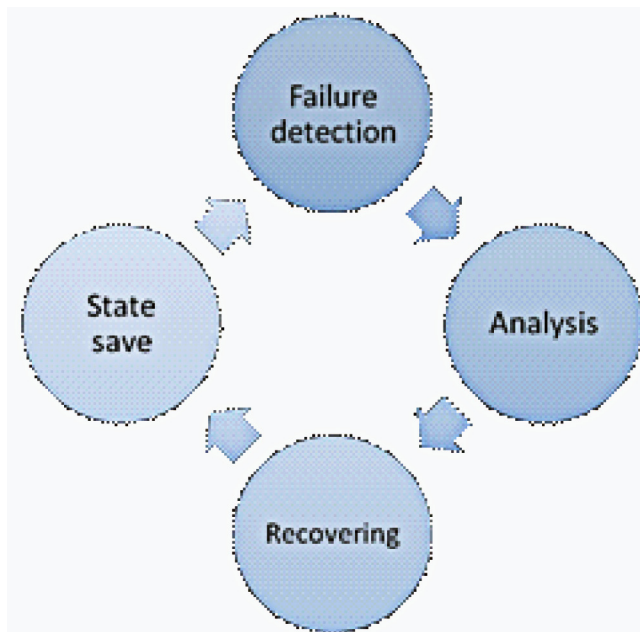 Failure
detection
Analysis
Recovering
State
save